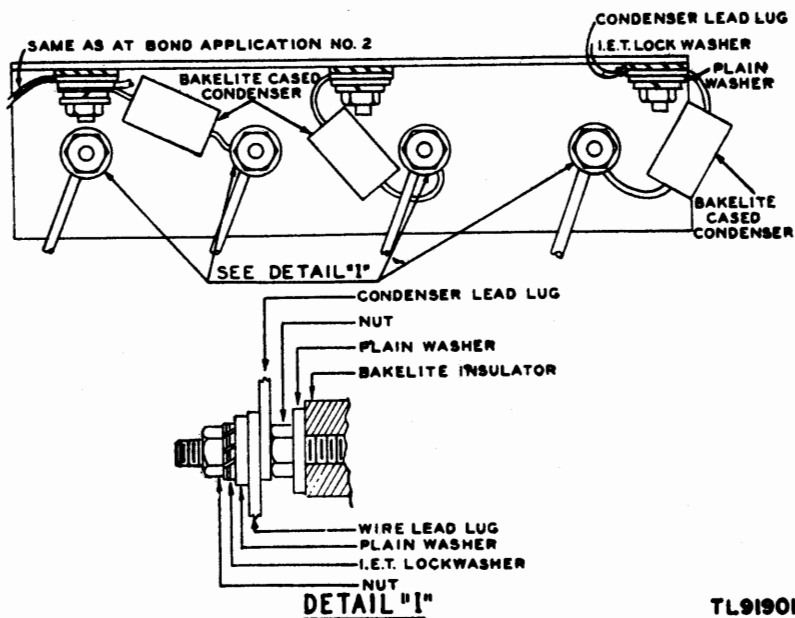 CONDENSER LEAD LUG
SAME AS AT BOND APPLICATION NO. 2
I.E.T. LOCK WASHER
BAKELITE CASED
CONDENSER
PLAIN
WASHER
BAKELITE
CASED
CONDENSER
SEE DETAIL "I"
CONDENSER LEAD LUG
NUT
PLAIN WASHER
BAKELITE INSULATOR
WIRE LEAD LUG
PLAIN WASHER
I.E.T. LOCKWASHER
NUT
DETAIL "I"
TL91901